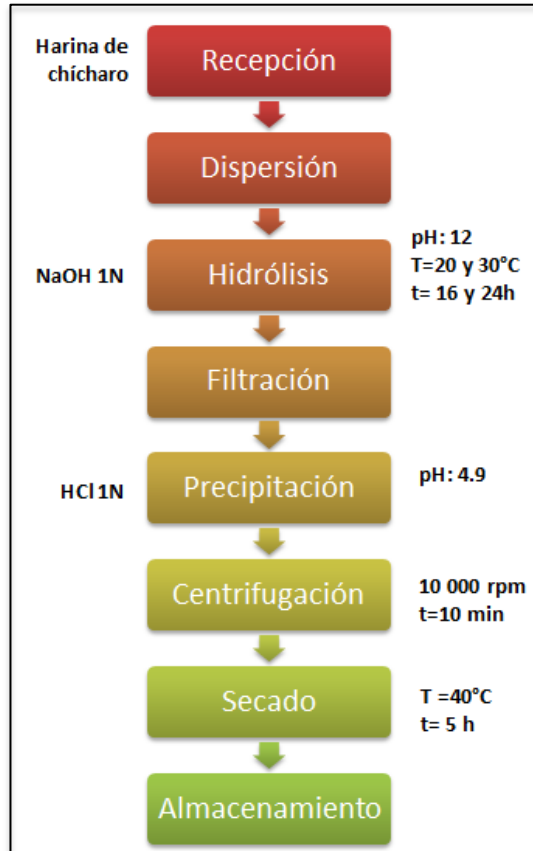 Harina de
chícharo
Recepción
Dispersión
NaOH 1N
Hidrólisis
pH: 12
T=20 y 30°C
t= 16 y 24h
Filtración
HCl 1N
Precipitación
pH: 4.9
Centrifugación
10 000 rpm
t=10 min
Secado
T =40°C
t= 5 h
Almacenamiento